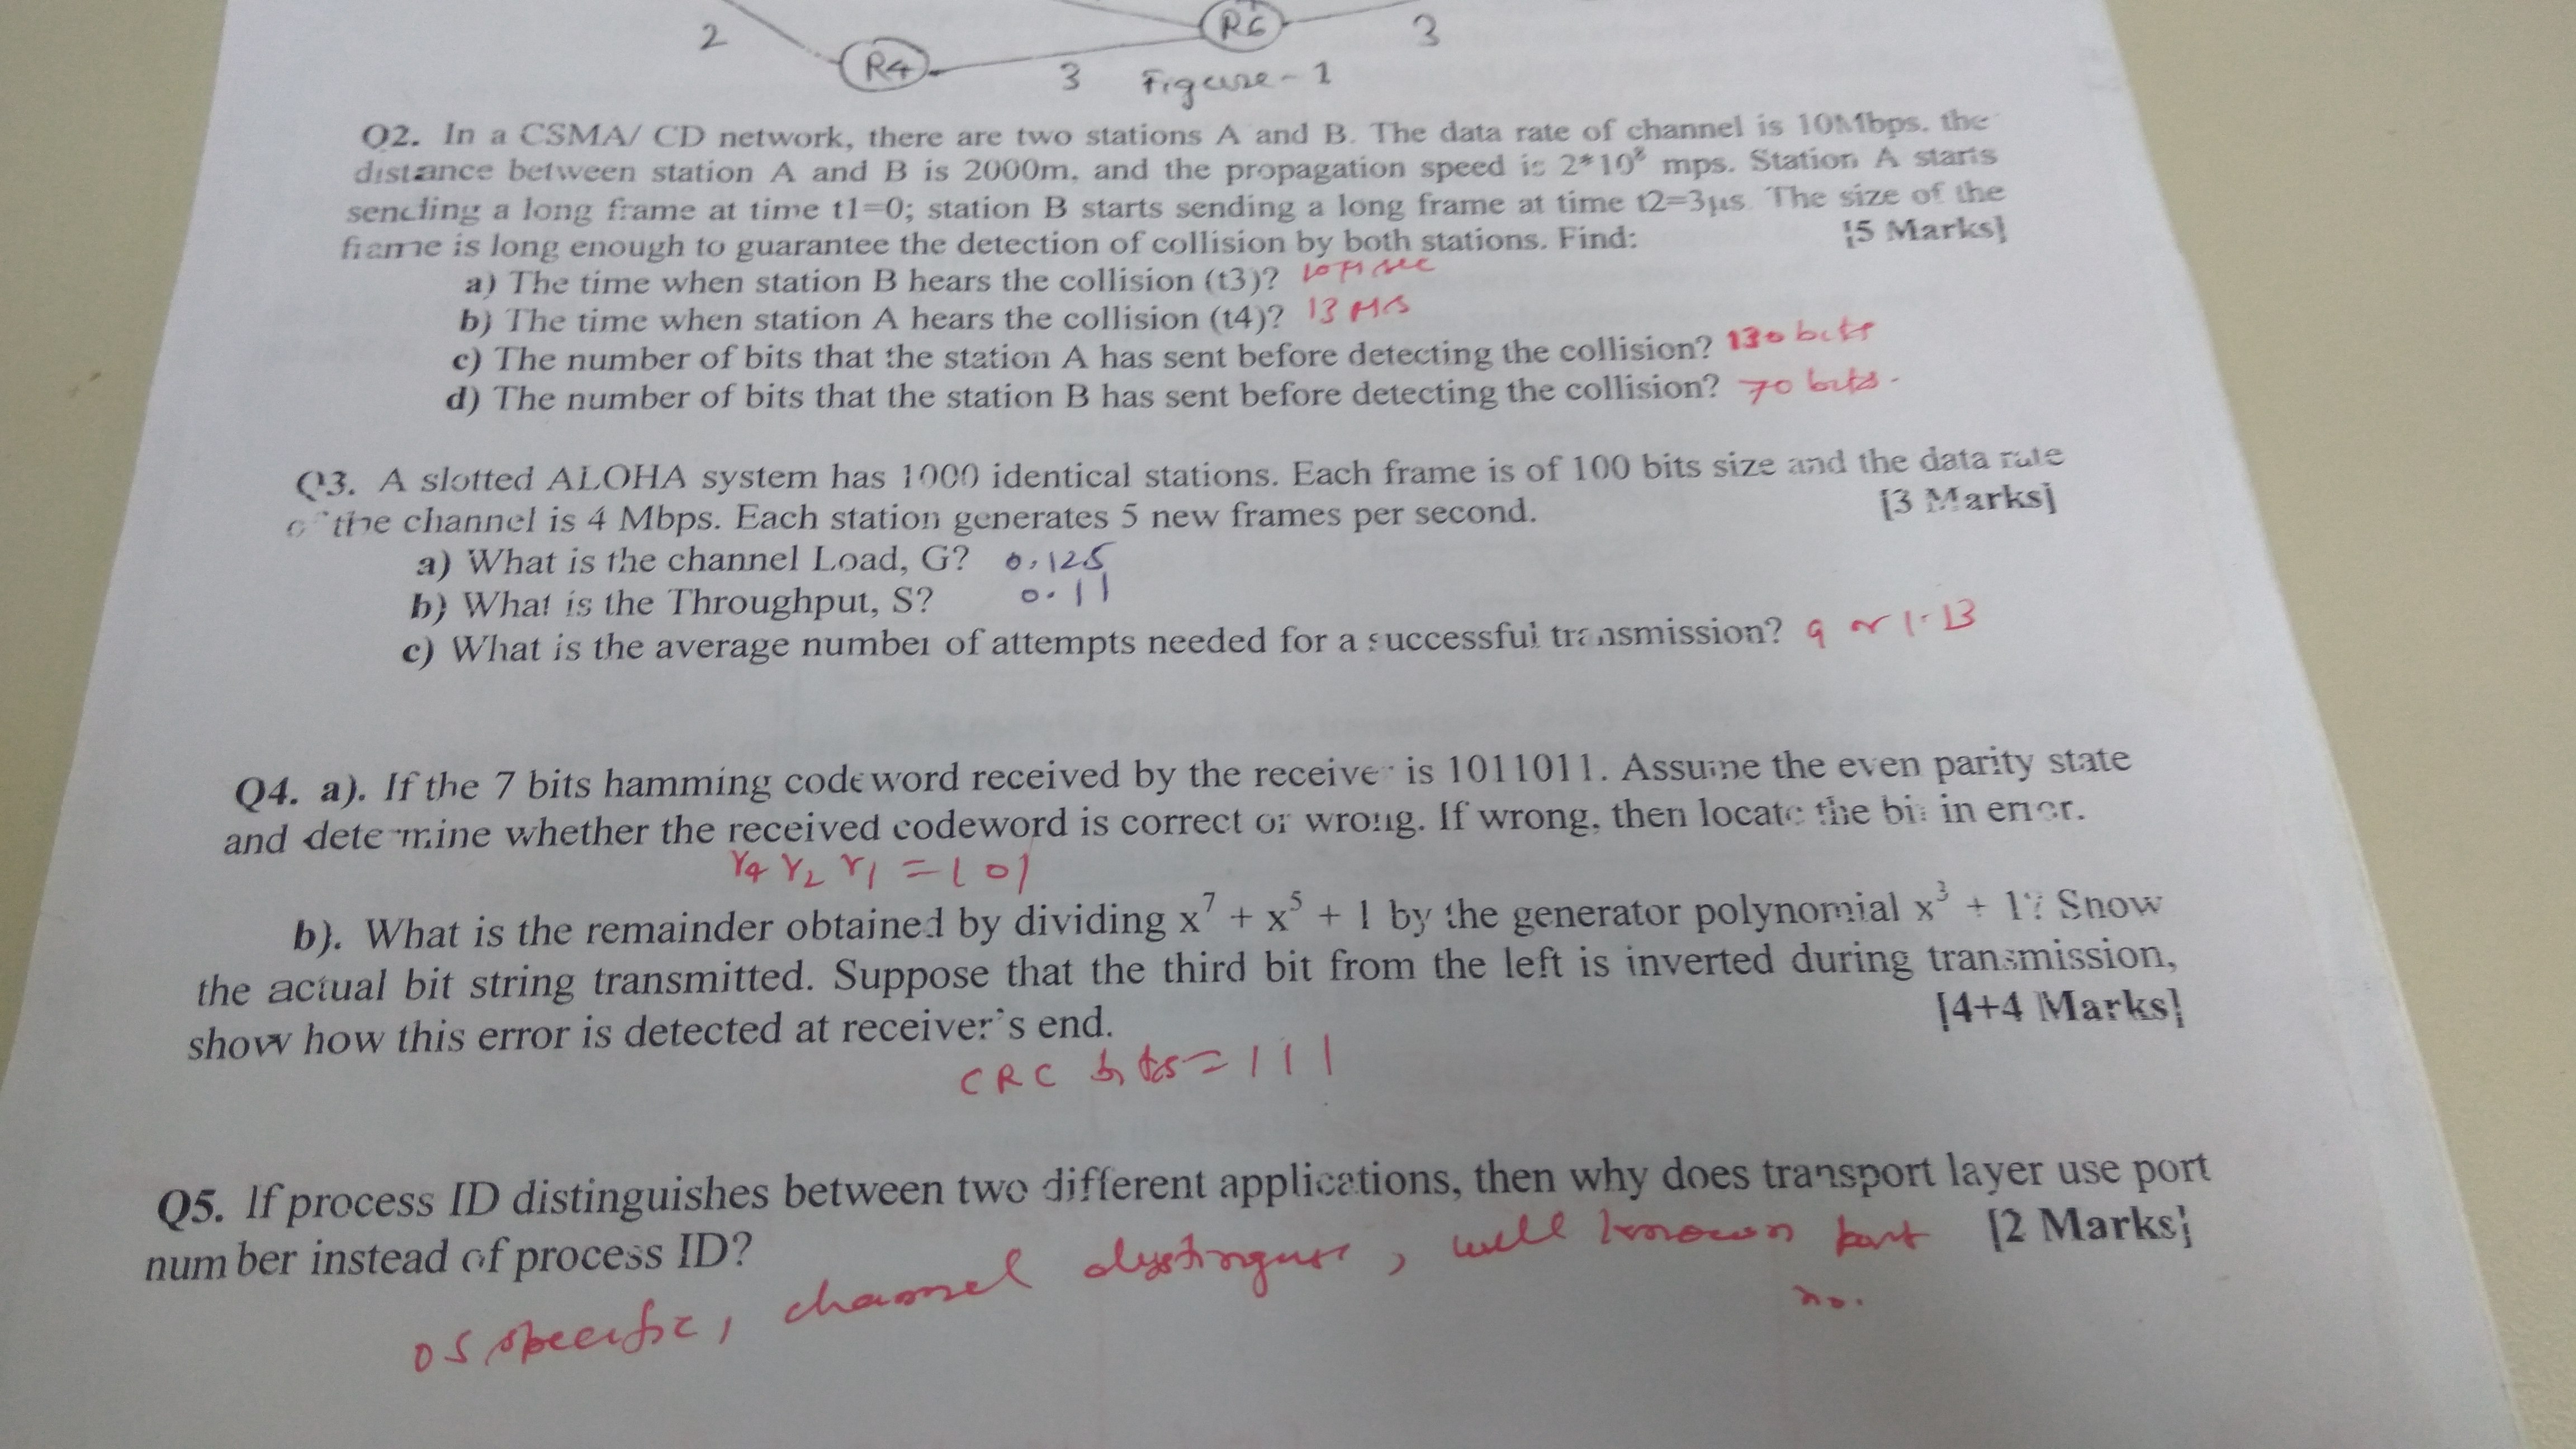 2
R4
3
R6
3
Figure-1
Q2. In a CSMA/ CD network, there are two stations A and B. The data rate of channel is 10Mbps, the
distance between station A and B is 2000m, and the propagation speed is 2*10⁸ mps. Station A starts
sending a long frame at time t1=0; station B starts sending a long frame at time t2=3µs. The size of the
frame is long enough to guarantee the detection of collision by both stations. Find: [5 Marks]
a) The time when station B hears the collision (t3)? 10 µ sec
b) The time when station A hears the collision (t4)? 13 µs
c) The number of bits that the station A has sent before detecting the collision? 130 bits
d) The number of bits that the station B has sent before detecting the collision? 70 bits.
Q3. A slotted ALOHA system has 1000 identical stations. Each frame is of 100 bits size and the data rate
of the channel is 4 Mbps. Each station generates 5 new frames per second. [3 Marks]
a) What is the channel Load, G? 0.125
b) What is the Throughput, S? 0.11
c) What is the average number of attempts needed for a successful transmission? 9 or 1.13
Q4. a). If the 7 bits hamming codeword received by the receiver is 1011011. Assume the even parity state
and determine whether the received codeword is correct or wrong. If wrong, then locate the bit in error.
r4 r2 r1 = 101
b). What is the remainder obtained by dividing x⁷ + x⁵ + 1 by the generator polynomial x³ + 1? Show
the actual bit string transmitted. Suppose that the third bit from the left is inverted during transmission,
show how this error is detected at receiver's end. [4+4 Marks]
CRC bits = 111
Q5. If process ID distinguishes between two different applications, then why does transport layer use port
number instead of process ID? [2 Marks]
OS specific, channel , well known port
no.